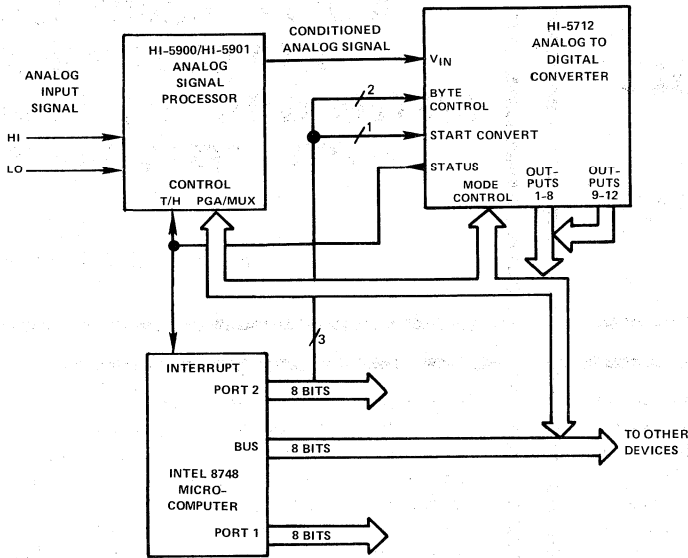 CONDITIONED
ANALOG SIGNAL
HI-5900/HI-5901
ANALOG
SIGNAL
PROCESSOR
ANALOG
INPUT
SIGNAL
HI
LO
CONTROL
T/H PGA/MUX
HI-5712
ANALOG TO
DIGITAL
CONVERTER
VIN
2
BYTE
CONTROL
1
START CONVERT
STATUS
MODE
CONTROL
OUT-
PUTS
1-8
OUT-
PUTS
9-12
3
INTERRUPT
PORT 2
8 BITS
BUS
8 BITS
TO OTHER
DEVICES
INTEL 8748
MICRO-
COMPUTER
PORT 1
8 BITS